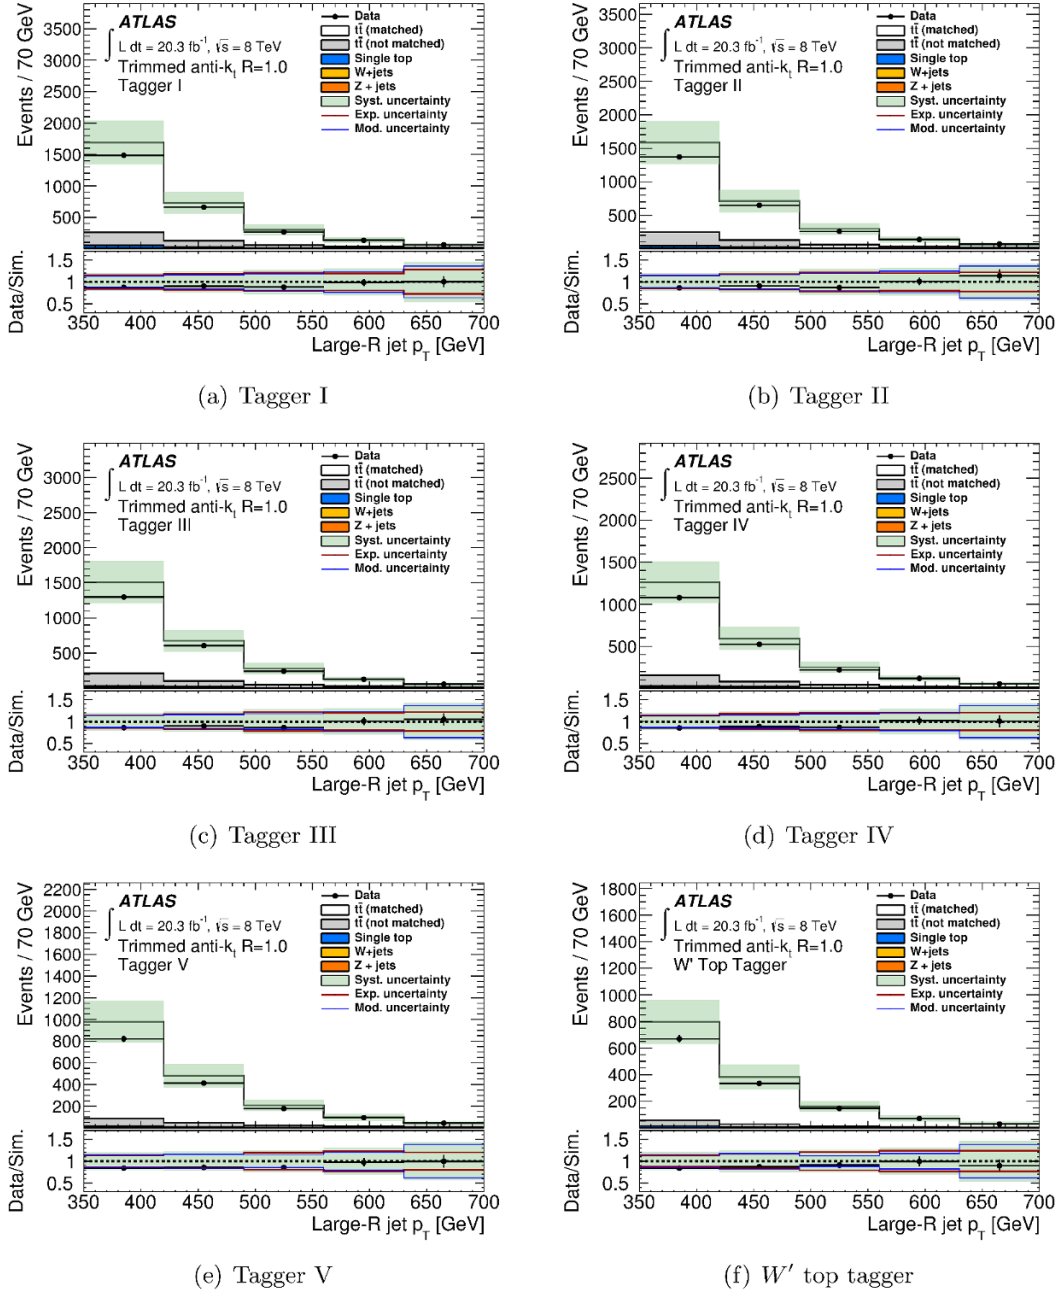 Events / 70 GeV
3500
3000
2500
2000
1500
1000
500
ATLAS
∫ L dt = 20.3 fb⁻¹, √s = 8 TeV
Trimmed anti-kt R=1.0
Tagger I
Data
tt̄ (matched)
tt̄ (not matched)
Single top
W+jets
Z + jets
Syst. uncertainty
Exp. uncertainty
Mod. uncertainty
Data/Sim.
1.5
1
0.5
350 400 450 500 550 600 650 700
Large-R jet pT [GeV]
(a) Tagger I
Events / 70 GeV
3500
3000
2500
2000
1500
1000
500
ATLAS
∫ L dt = 20.3 fb⁻¹, √s = 8 TeV
Trimmed anti-kt R=1.0
Tagger II
Data
tt̄ (matched)
tt̄ (not matched)
Single top
W+jets
Z + jets
Syst. uncertainty
Exp. uncertainty
Mod. uncertainty
Data/Sim.
1.5
1
0.5
350 400 450 500 550 600 650 700
Large-R jet pT [GeV]
(b) Tagger II
Events / 70 GeV
3000
2500
2000
1500
1000
500
ATLAS
∫ L dt = 20.3 fb⁻¹, √s = 8 TeV
Trimmed anti-kt R=1.0
Tagger III
Data
tt̄ (matched)
tt̄ (not matched)
Single top
W+jets
Z + jets
Syst. uncertainty
Exp. uncertainty
Mod. uncertainty
Data/Sim.
1.5
1
0.5
350 400 450 500 550 600 650 700
Large-R jet pT [GeV]
(c) Tagger III
Events / 70 GeV
2500
2000
1500
1000
500
ATLAS
∫ L dt = 20.3 fb⁻¹, √s = 8 TeV
Trimmed anti-kt R=1.0
Tagger IV
Data
tt̄ (matched)
tt̄ (not matched)
Single top
W+jets
Z + jets
Syst. uncertainty
Exp. uncertainty
Mod. uncertainty
Data/Sim.
1.5
1
0.5
350 400 450 500 550 600 650 700
Large-R jet pT [GeV]
(d) Tagger IV
Events / 70 GeV
2200
2000
1800
1600
1400
1200
1000
800
600
400
200
ATLAS
∫ L dt = 20.3 fb⁻¹, √s = 8 TeV
Trimmed anti-kt R=1.0
Tagger V
Data
tt̄ (matched)
tt̄ (not matched)
Single top
W+jets
Z + jets
Syst. uncertainty
Exp. uncertainty
Mod. uncertainty
Data/Sim.
1.5
1
0.5
350 400 450 500 550 600 650 700
Large-R jet pT [GeV]
(e) Tagger V
Events / 70 GeV
1800
1600
1400
1200
1000
800
600
400
200
ATLAS
∫ L dt = 20.3 fb⁻¹, √s = 8 TeV
Trimmed anti-kt R=1.0
W' Top Tagger
Data
tt̄ (matched)
tt̄ (not matched)
Single top
W+jets
Z + jets
Syst. uncertainty
Exp. uncertainty
Mod. uncertainty
Data/Sim.
1.5
1
0.5
350 400 450 500 550 600 650 700
Large-R jet pT [GeV]
(f) W′ top tagger